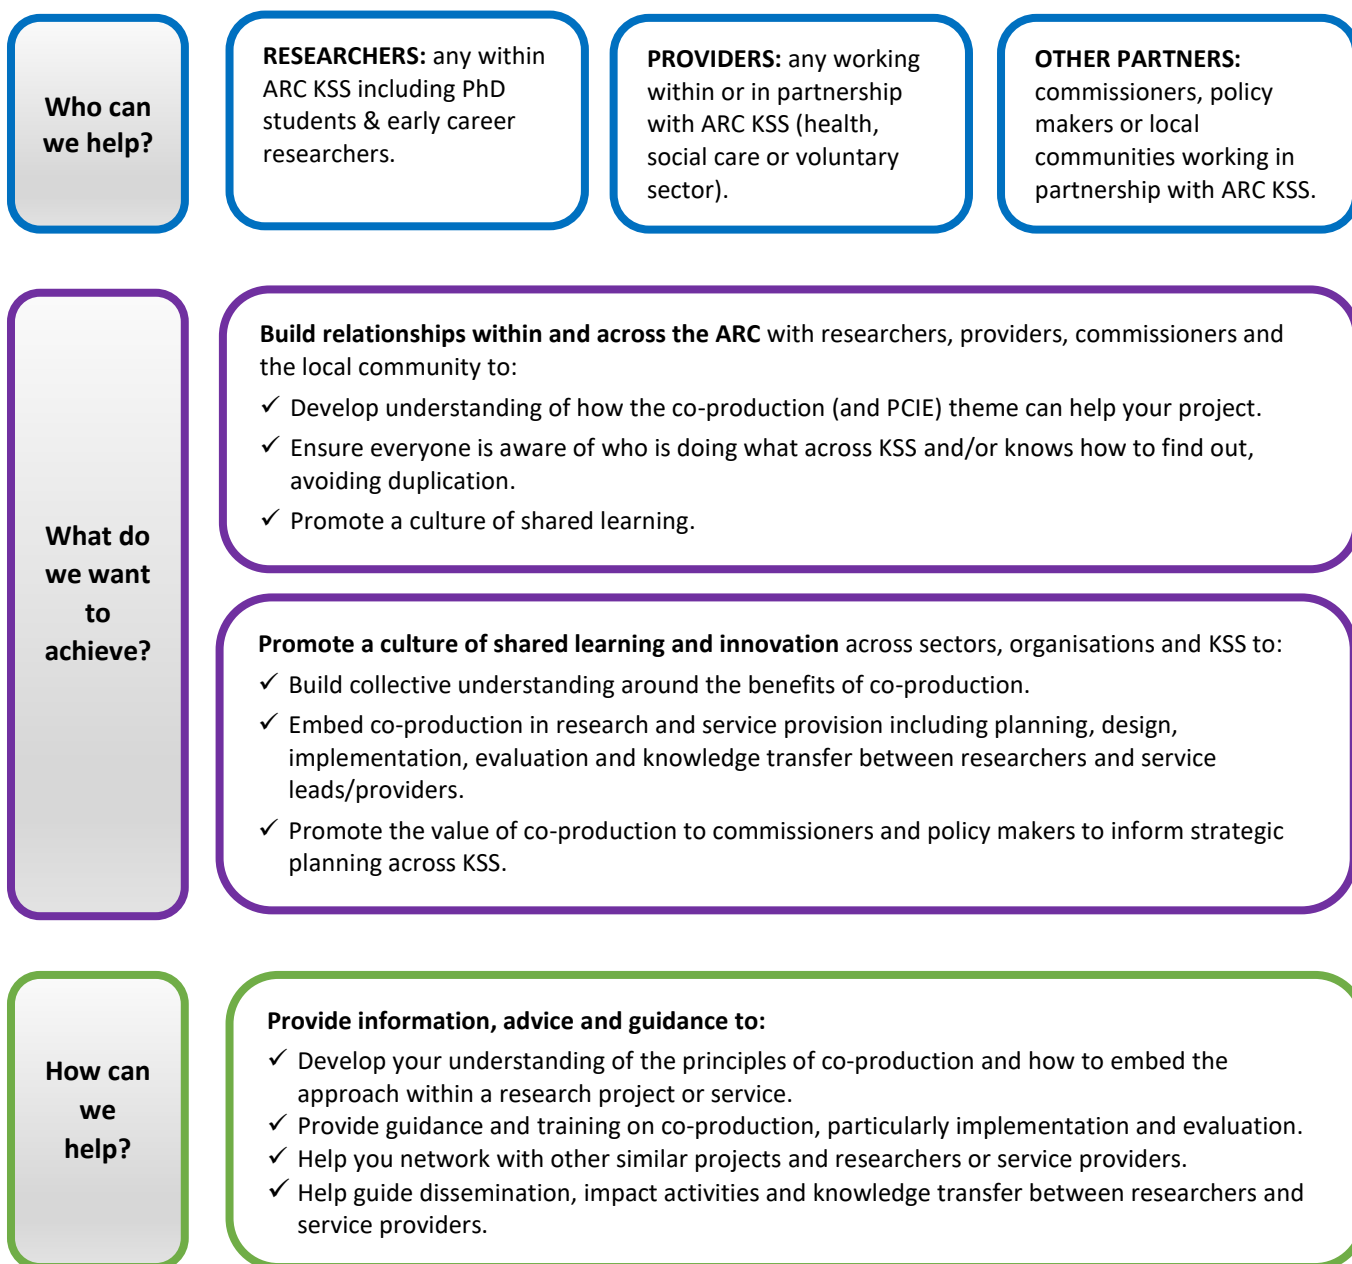 Who can
we help?
RESEARCHERS: any within
ARC KSS including PhD
students & early career
researchers.
PROVIDERS: any working
within or in partnership
with ARC KSS (health,
social care or voluntary
sector).
OTHER PARTNERS:
commissioners, policy
makers or local
communities working in
partnership with ARC KSS.
What do
we want
to
achieve?
Build relationships within and across the ARC with researchers, providers, commissioners and
the local community to:
✓ Develop understanding of how the co-production (and PCIE) theme can help your project.
✓ Ensure everyone is aware of who is doing what across KSS and/or knows how to find out,
avoiding duplication.
✓ Promote a culture of shared learning.
Promote a culture of shared learning and innovation across sectors, organisations and KSS to:
✓ Build collective understanding around the benefits of co-production.
✓ Embed co-production in research and service provision including planning, design,
implementation, evaluation and knowledge transfer between researchers and service
leads/providers.
✓ Promote the value of co-production to commissioners and policy makers to inform strategic
planning across KSS.
How can
we
help?
Provide information, advice and guidance to:
✓ Develop your understanding of the principles of co-production and how to embed the
approach within a research project or service.
✓ Provide guidance and training on co-production, particularly implementation and evaluation.
✓ Help you network with other similar projects and researchers or service providers.
✓ Help guide dissemination, impact activities and knowledge transfer between researchers and
service providers.